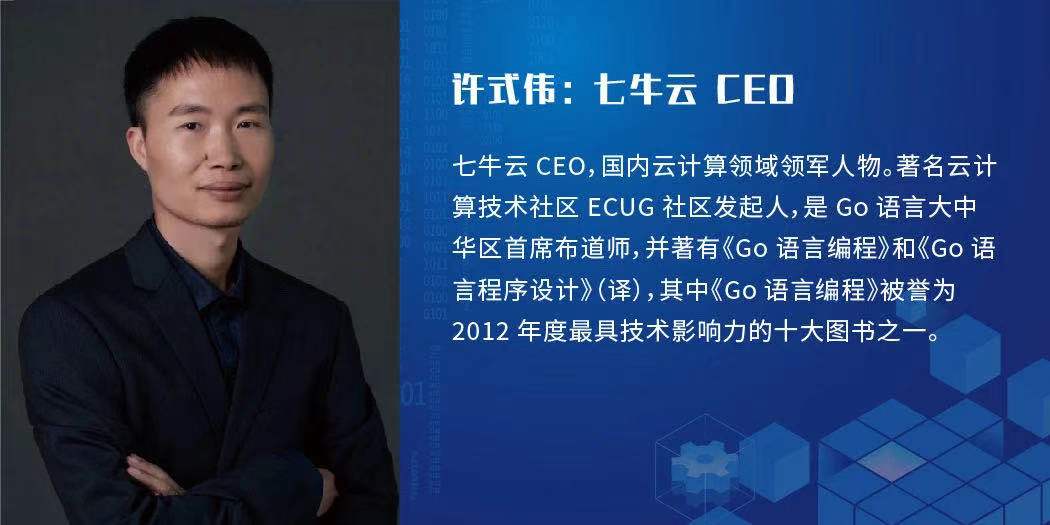 许式伟：七牛云 CEO
七牛云 CEO，国内云计算领域领军人物。著名云计
算技术社区 ECUG 社区发起人，是 Go 语言大中
华区首席布道师，并著有《Go 语言编程》和《Go 语
言程序设计》（译），其中《Go 语言编程》被誉为
2012 年度最具技术影响力的十大图书之一。